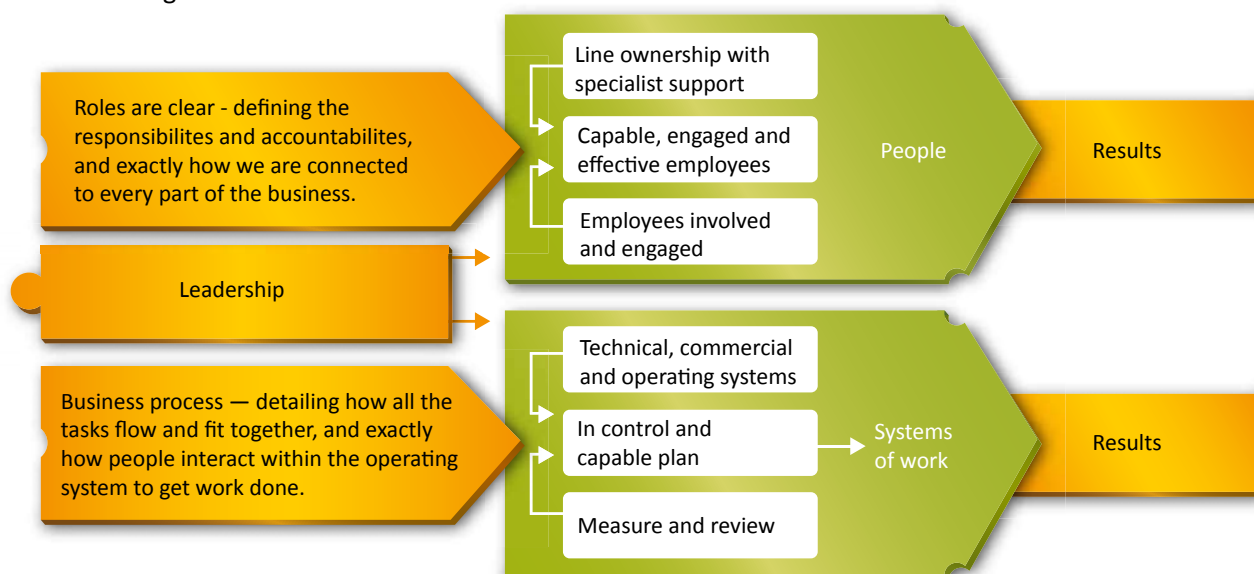 Roles are clear - defining the
responsibilites and accountabilites,
and exactly how we are connected
to every part of the business.
Leadership
Business process — detailing how all the
tasks flow and fit together, and exactly
how people interact within the operating
system to get work done.
Line ownership with
specialist support
Capable, engaged and
effective employees
Employees involved
and engaged
People
Results
Technical, commercial
and operating systems
In control and
capable plan
Measure and review
Systems
of work
Results